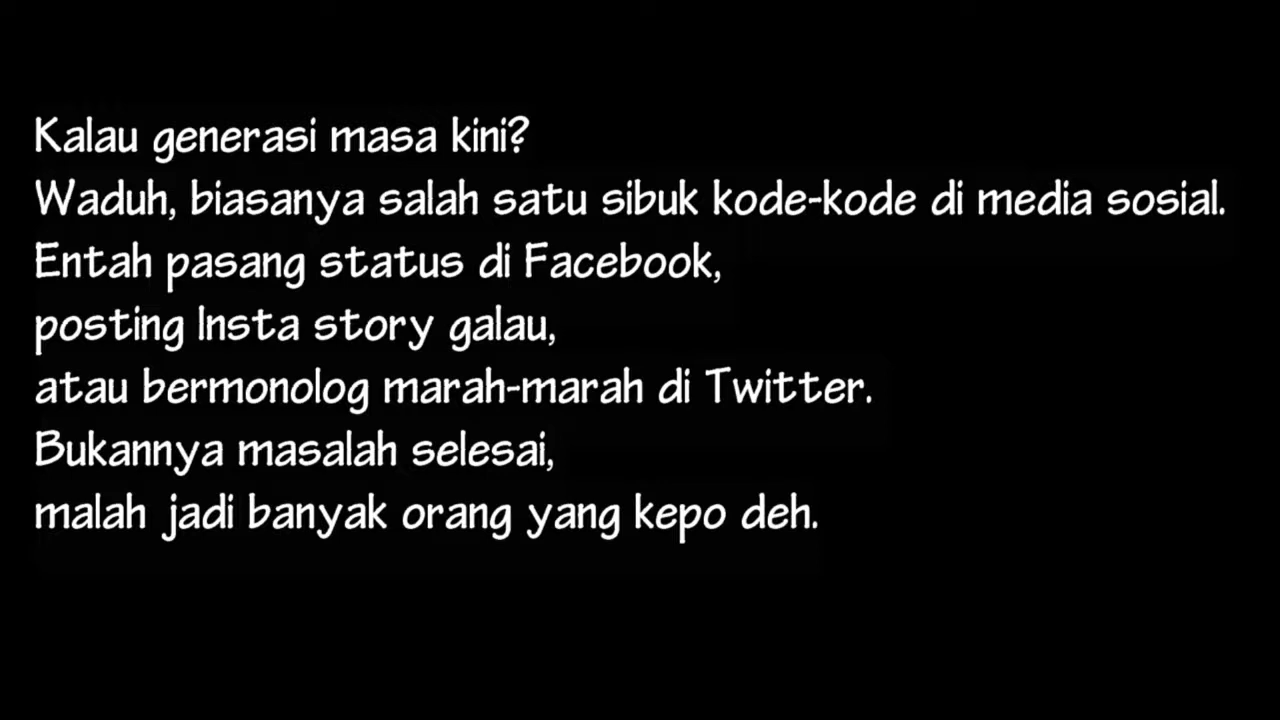 Kalau generasi masa kini?
Waduh, biasanya salah satu sibuk kode-kode di media sosial.
Entah pasang status di Facebook,
posting Insta story galau,
atau bermonolog marah-marah di Twitter.
Bukannya masalah selesai,
malah jadi banyak orang yang kepo deh.